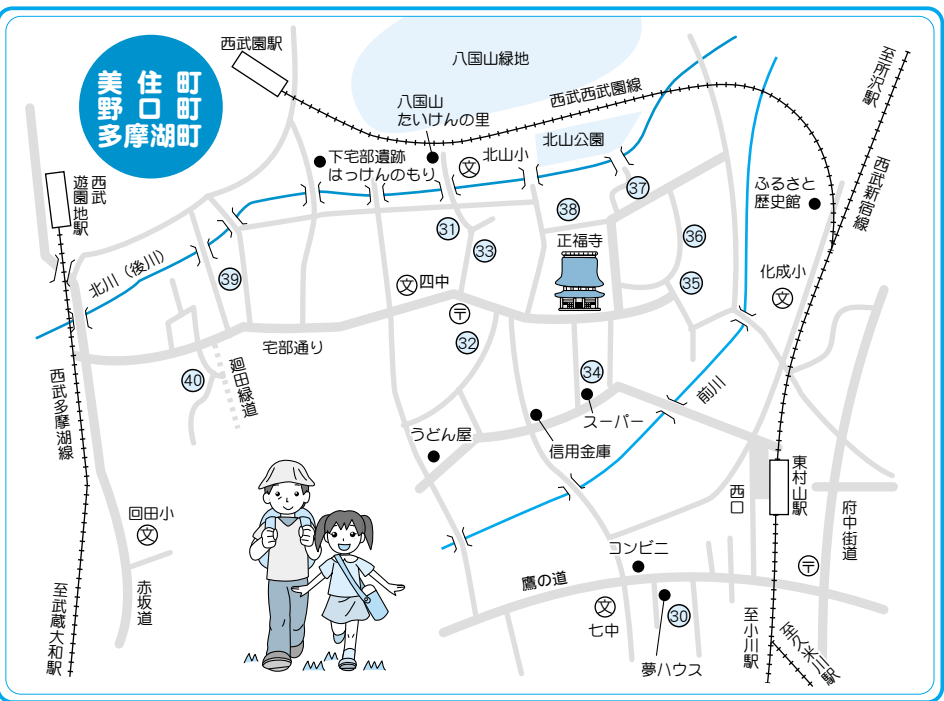 美住町
野口町
多摩湖町
西武園駅
八国山緑地
八国山
たいけんの里
西武西武園線
至所沢駅
西武新宿線
下宅部遺跡
はっけんのもり
文
北山小
北山公園
ふるさと
歴史館
西武
遊園地駅
37
38
31
33
36
正福寺
北川(後川)
39
文四中
35
化成小
文
〒
32
宅部通り
40
廻田緑道
34
前川
スーパー
西武多摩湖線
うどん屋
信用金庫
東村山駅
西口
府中街道
回田小
文
コンビニ
〒
鷹の道
赤坂道
文
七中
30
夢ハウス
至武蔵大和駅
至小川駅
至久米川駅